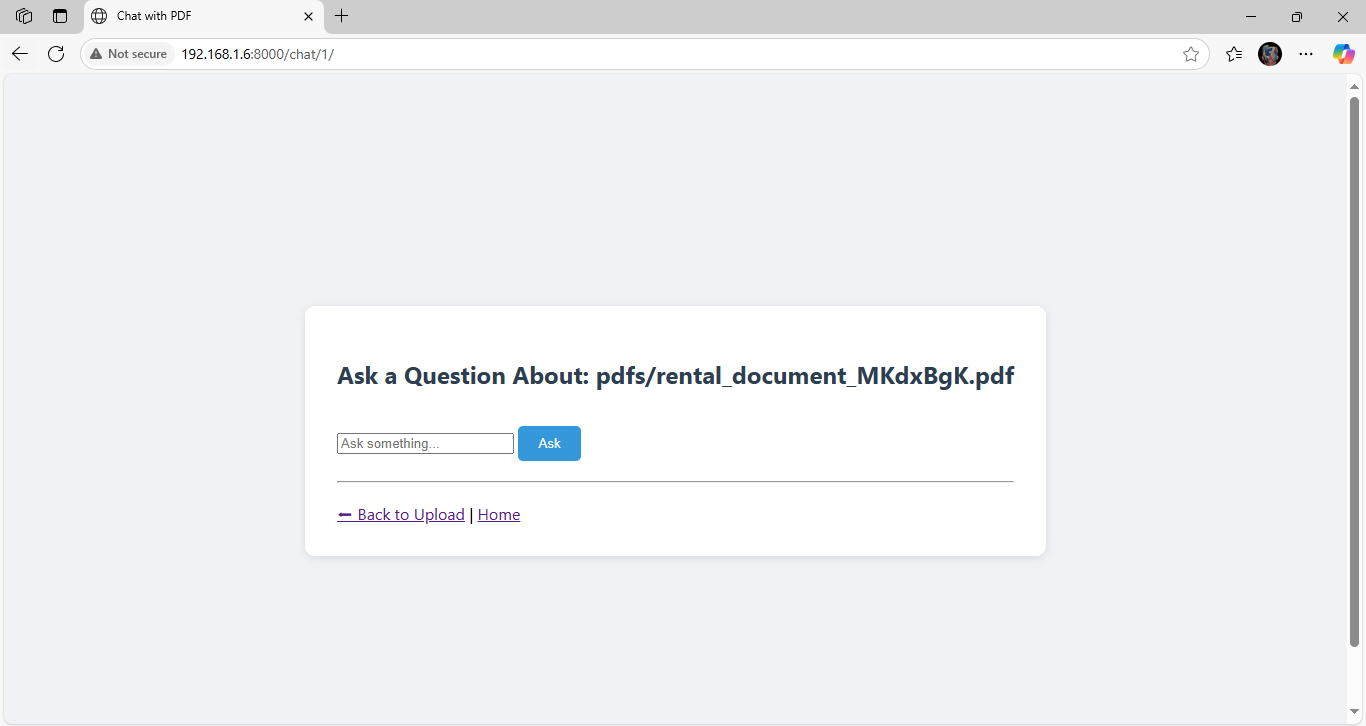 Chat with PDF
Not secure 192.168.1.6:8000/chat/1/
Ask a Question About: pdfs/rental_document_MKdxBgK.pdf
Ask something... Ask
⬅ Back to Upload | Home